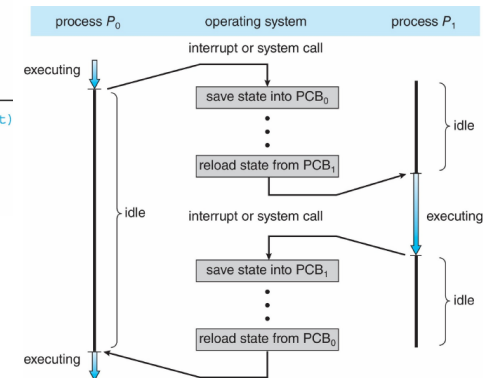 process P0 operating system process P1
interrupt or system call
executing
save state into PCB0
t)
idle
reload state from PCB1
idle
interrupt or system call
executing
save state into PCB1
idle
reload state from PCB0
executing